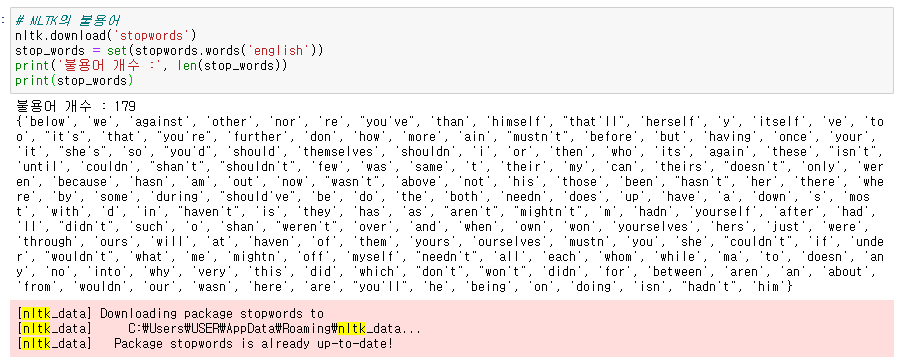 # NLTK의 불용어
nltk.download('stopwords')
stop_words = set(stopwords.words('english'))
print('불용어 개수 :', len(stop_words))
print(stop_words)
불용어 개수 : 179
{'below', 'we', 'against', 'other', 'nor', 're', "you've", 'than', 'himself', "that'll", 'herself', 'y', 'itself', 've', 'to
o', "it's", 'that', "you're", 'further', 'don', 'how', 'more', 'ain', "mustn't", 'before', 'but', 'having', 'once', 'your',
'it', "she's", 'so', "you'd", 'should', 'themselves', 'shouldn', 'i', 'or', 'then', 'who', 'its', 'again', 'these', "isn't",
'until', 'couldn', "shan't", "shouldn't", 'few', 'was', 'same', 't', 'their', 'my', 'can', 'theirs', "doesn't", 'only', 'wer
en', 'because', 'hasn', 'am', 'out', 'now', "wasn't", 'above', 'not', 'his', 'those', 'been', "hasn't", 'her', 'there', 'whe
re', 'by', 'some', 'during', "should've", 'be', 'do', 'the', 'both', 'needn', 'does', 'up', 'have', 'a', 'down', 's', 'mos
t', 'with', 'd', 'in', "haven't", 'is', 'they', 'has', 'as', "aren't", "mightn't", 'm', 'hadn', 'yourself', 'after', 'had',
'll', "didn't", 'such', 'o', 'shan', "weren't", 'over', 'and', 'when', 'own', 'won', 'yourselves', 'hers', 'just', 'were',
'through', 'ours', 'will', 'at', 'haven', 'of', 'them', 'yours', 'ourselves', 'mustn', 'you', 'she', "couldn't", 'if', 'unde
r', "wouldn't", 'what', 'me', 'mightn', 'off', 'myself', "needn't", 'all', 'each', 'whom', 'while', 'ma', 'to', 'doesn', 'an
y', 'no', 'into', 'why', 'very', 'this', 'did', 'which', "don't", "won't", 'didn', 'for', 'between', 'aren', 'an', 'about',
'from', 'wouldn', 'our', 'wasn', 'here', 'are', "you'll", 'he', 'being', 'on', 'doing', 'isn', "hadn't", 'him'}
[nltk_data] Downloading package stopwords to
[nltk_data]     C:₩Users₩USER₩AppData₩Roaming₩nltk_data...
[nltk_data]   Package stopwords is already up-to-date!